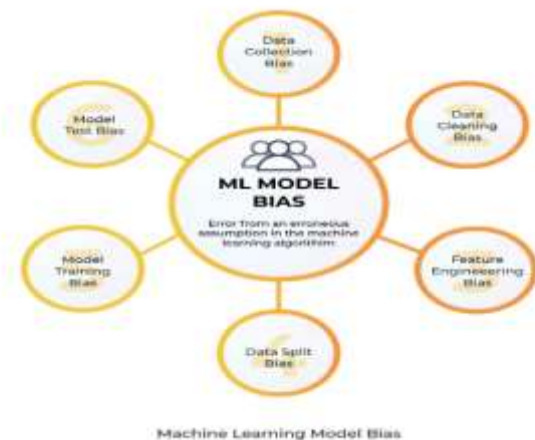 Data
Collection
Bias
Model
Test Bias
Data
Cleaning
Bias
ML MODEL
BIAS
Error from an erroneous
assumption in the machine
learning algorithm
Model
Training
Bias
Feature
Engineering
Bias
Data Split
Bias
Machine Learning Model Bias